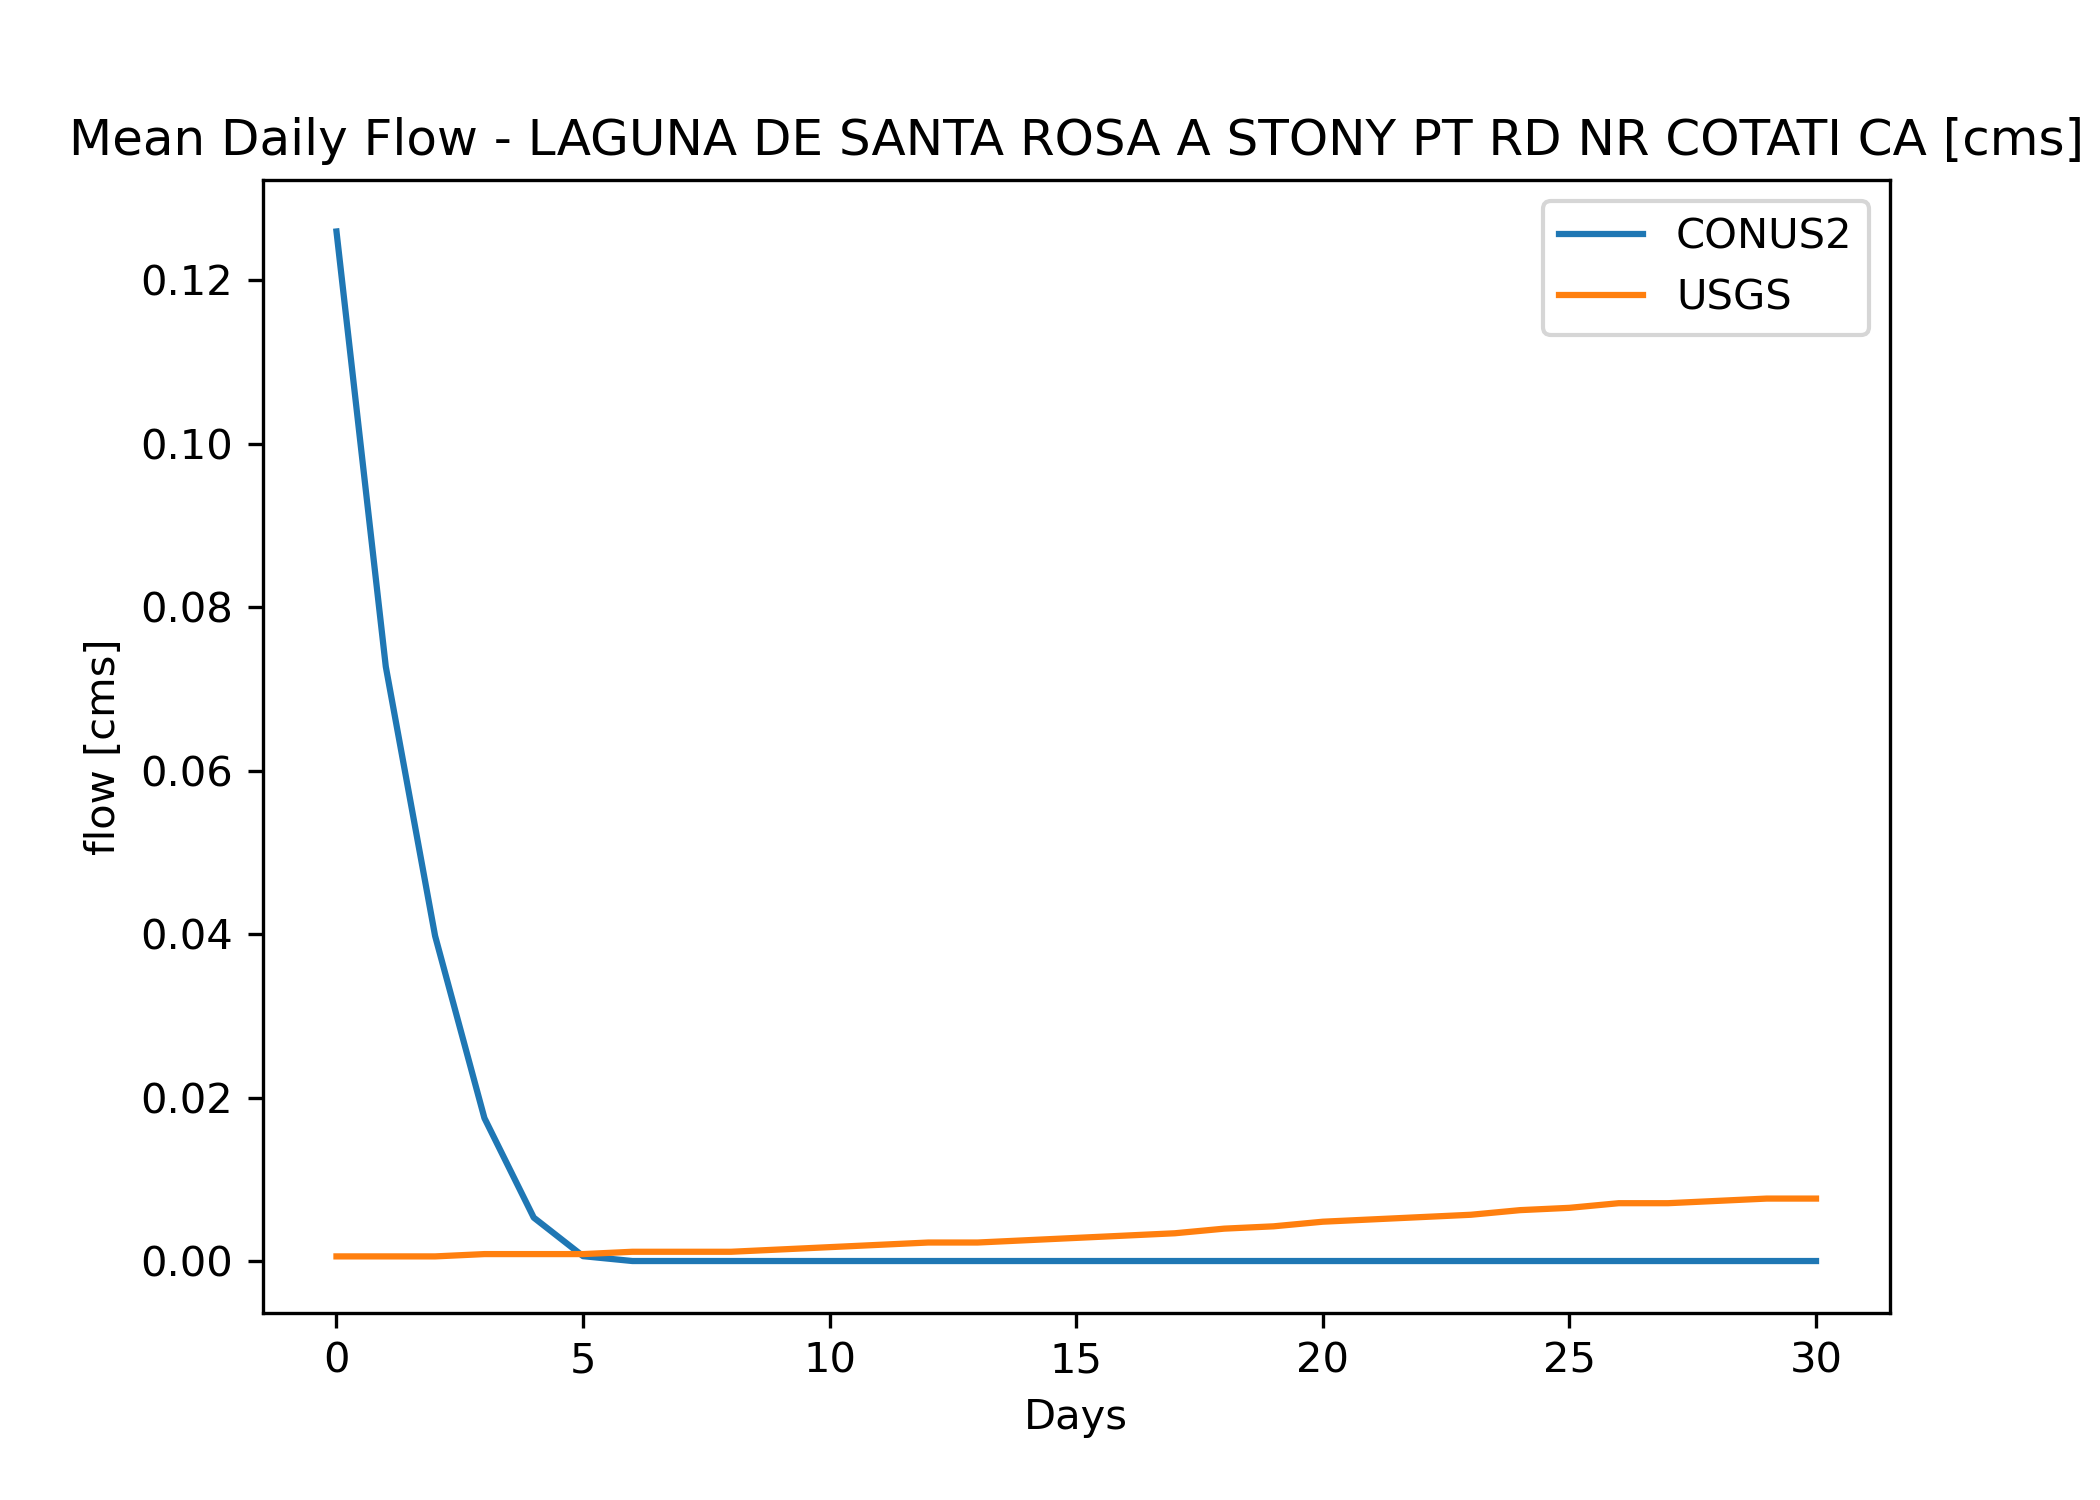 Mean Daily Flow - LAGUNA DE SANTA ROSA A STONY PT RD NR COTATI CA [cms]
CONUS2
USGS
flow [cms]
0.12
0.10
0.08
0.06
0.04
0.02
0.00
0 5 10 15 20 25 30
Days